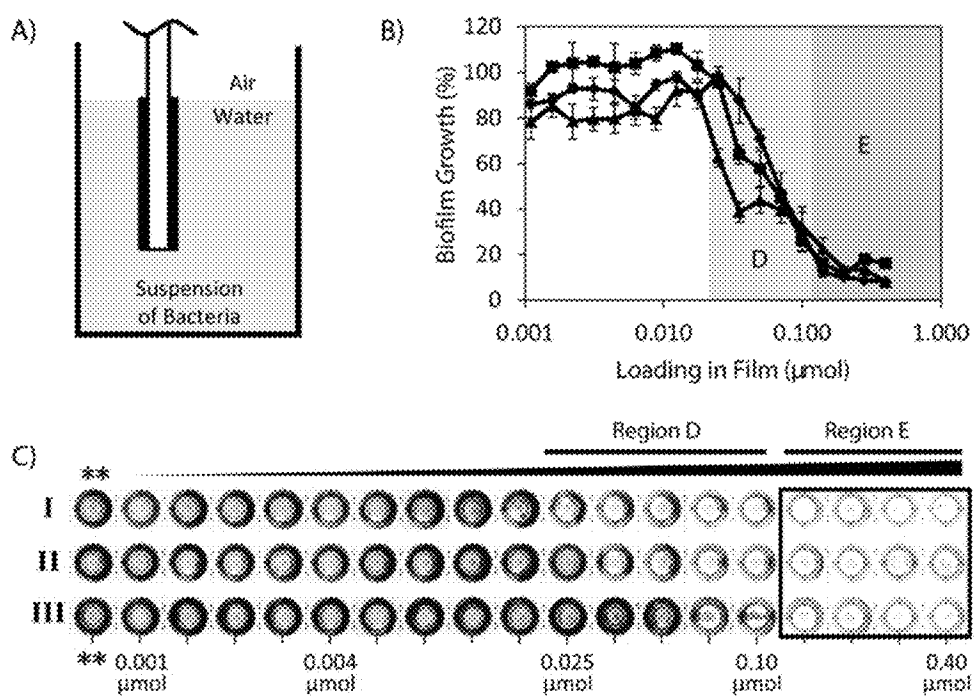 A)
Air
Water
Suspension
of Bacteria
B)
Biofilm Growth (%)
120
100
80
60
40
20
0
D
E
0.001
0.010
0.100
1.000
Loading in Film (μmol)
C)
Region D
Region E
**
I
II
III
**
0.001
μmol
0.004
μmol
0.025
μmol
0.10
μmol
0.40
μmol